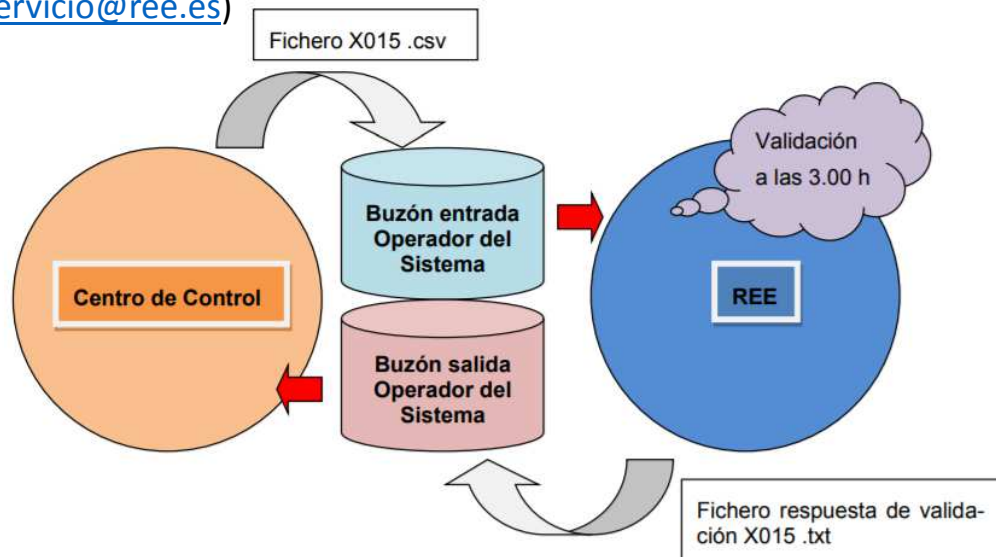 ervicio@ree.es)
Fichero X015 .csv
Validación
a las 3.00 h
Buzón entrada
Operador del
Sistema
Centro de Control
REE
Buzón salida
Operador del
Sistema
Fichero respuesta de valida-
ción X015 .txt